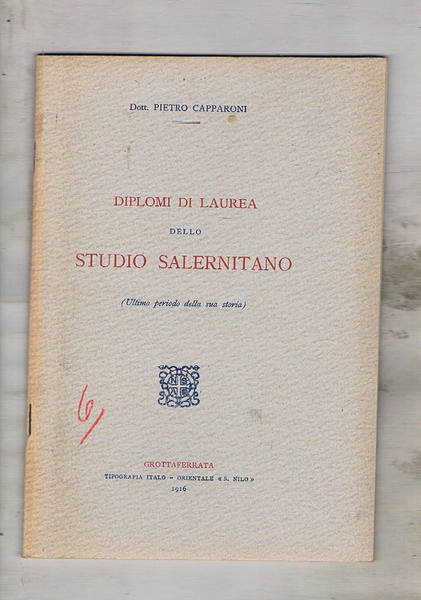 Dott. PIETRO CAPPARONI
DIPLOMI DI LAUREA
DELLO
STUDIO SALERNITANO
(Ultimo periodo della sua storia)
GROTTAFERRATA
TIPOGRAFIA ITALO - ORIENTALE « S. NILO »
1916